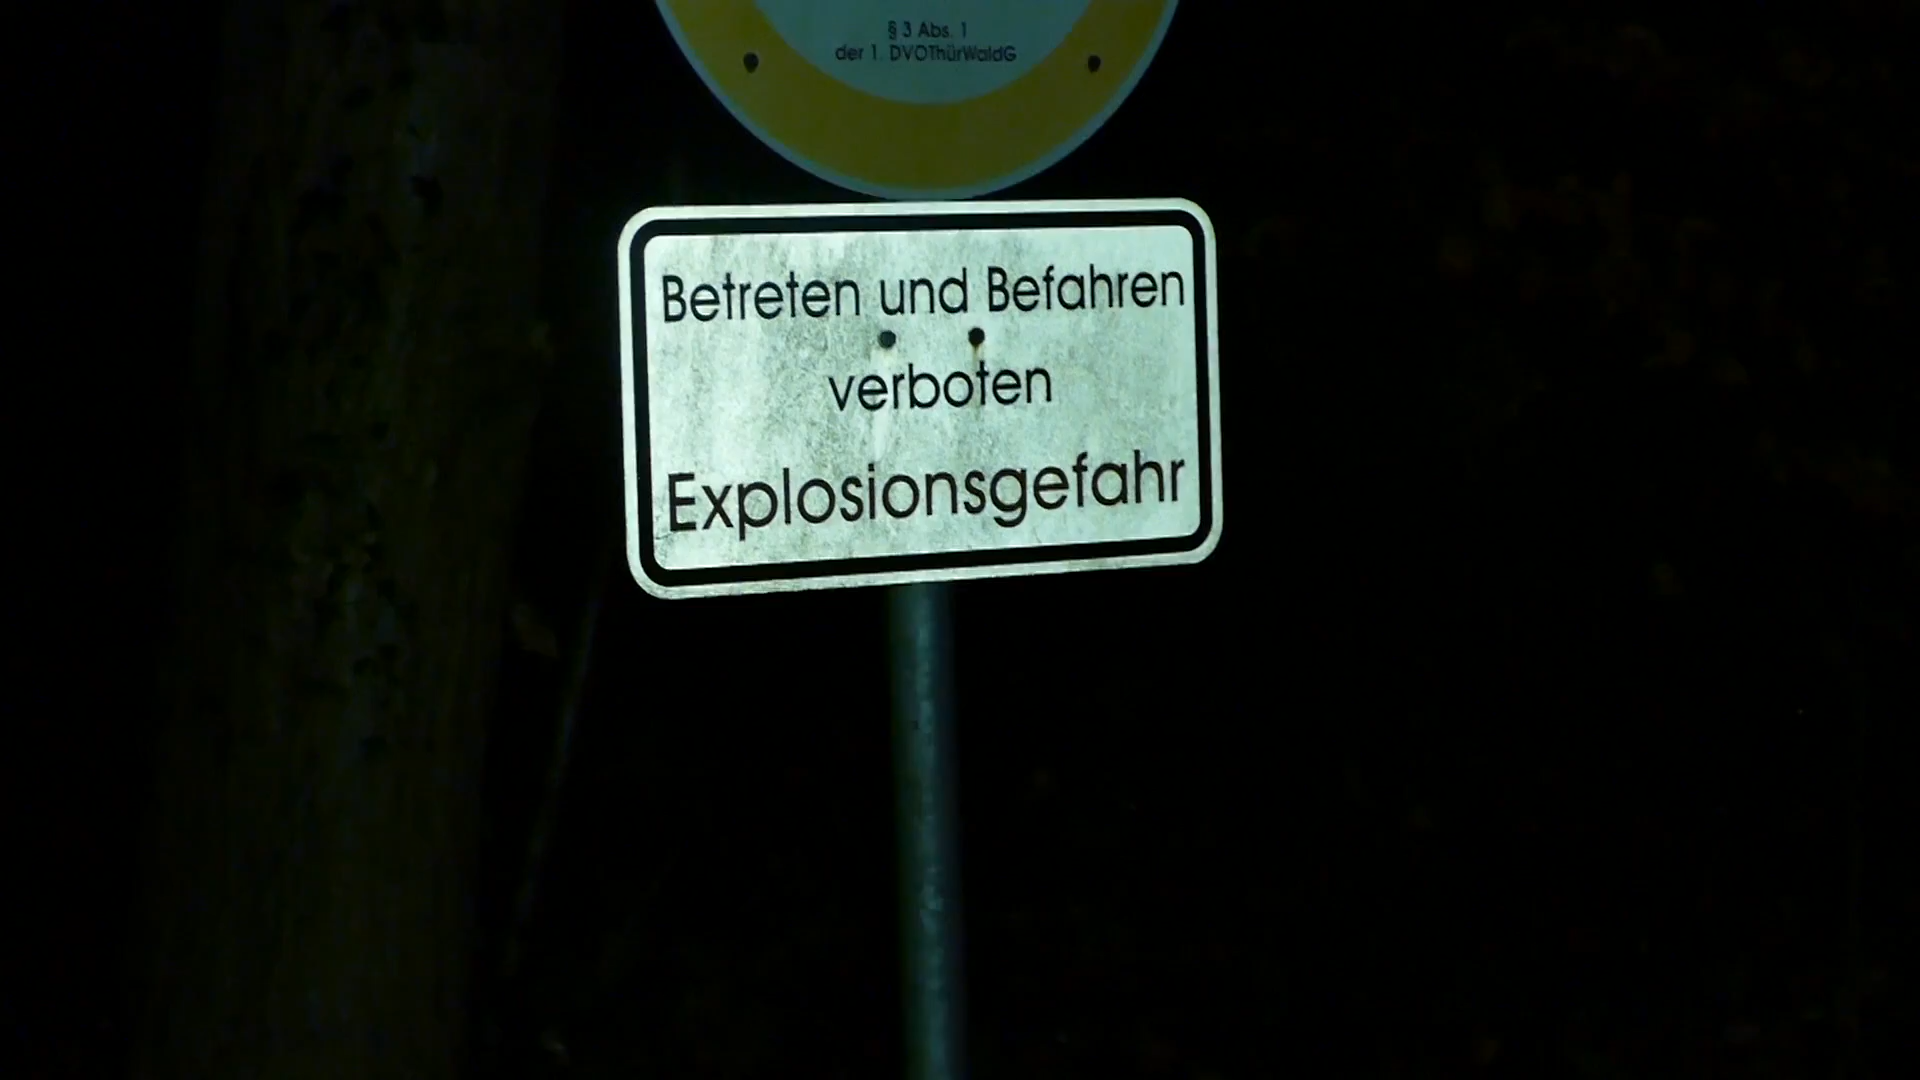 § 3 Abs. 1
der 1. DVOThürWaldG
Betreten und Befahren
verboten
Explosionsgefahr